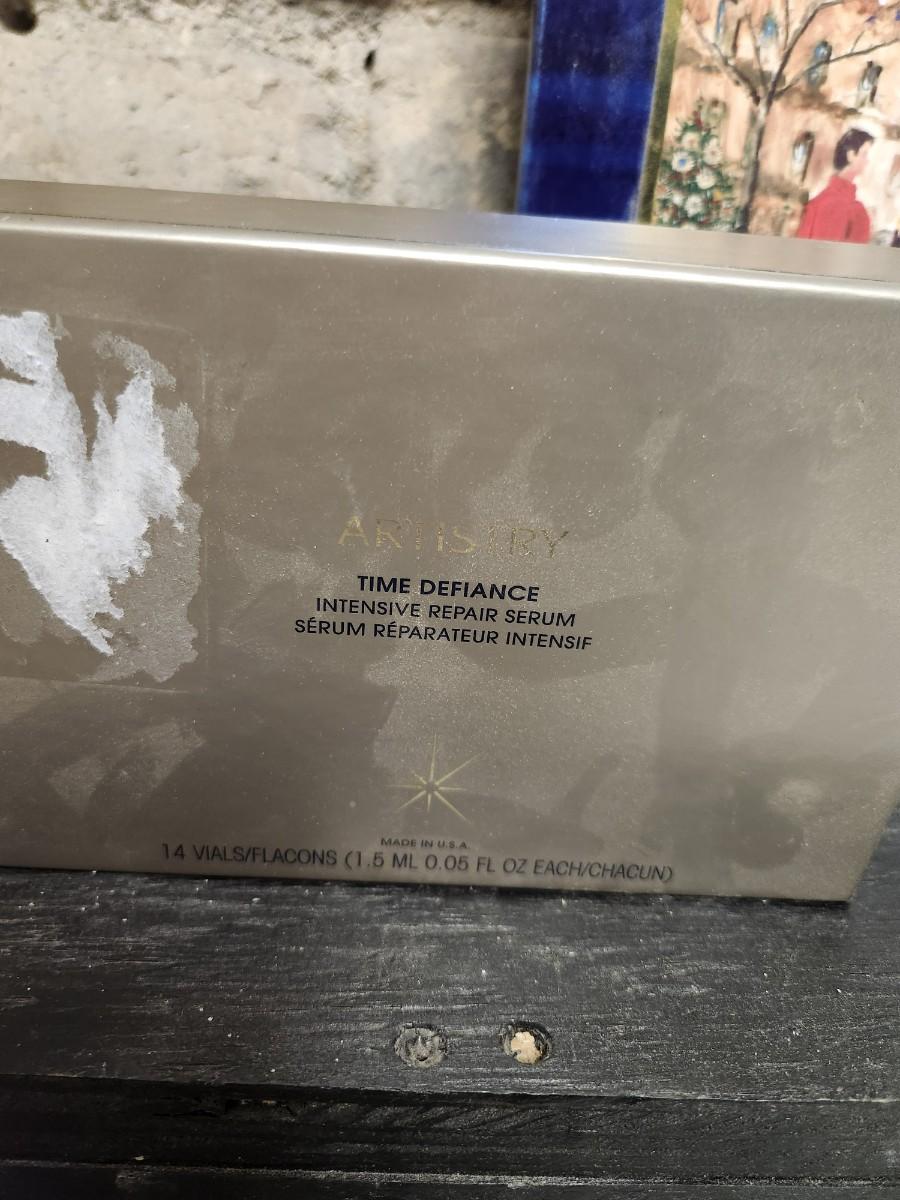 ARTISTRY
TIME DEFIANCE
INTENSIVE REPAIR SERUM
SÉRUM RÉPARATEUR INTENSIF
MADE IN U.S.A.
14 VIALS/FLACONS (1.5 ML 0.05 FL OZ EACH/CHACUN)